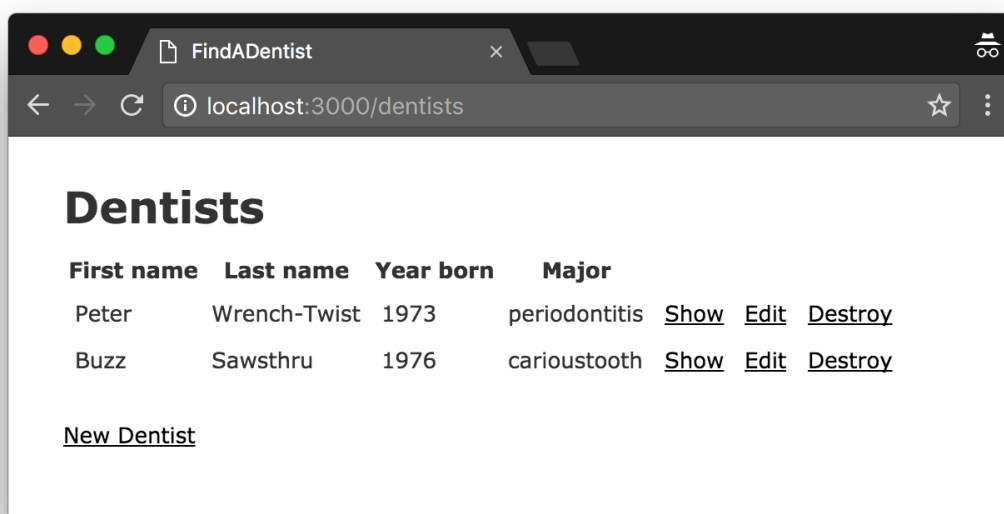 FindADentist
localhost:3000/dentists
Dentists
First name Last name Year born Major
Peter Wrench-Twist 1973 periodontitis Show Edit Destroy
Buzz Sawsthru 1976 carioustooth Show Edit Destroy
New Dentist